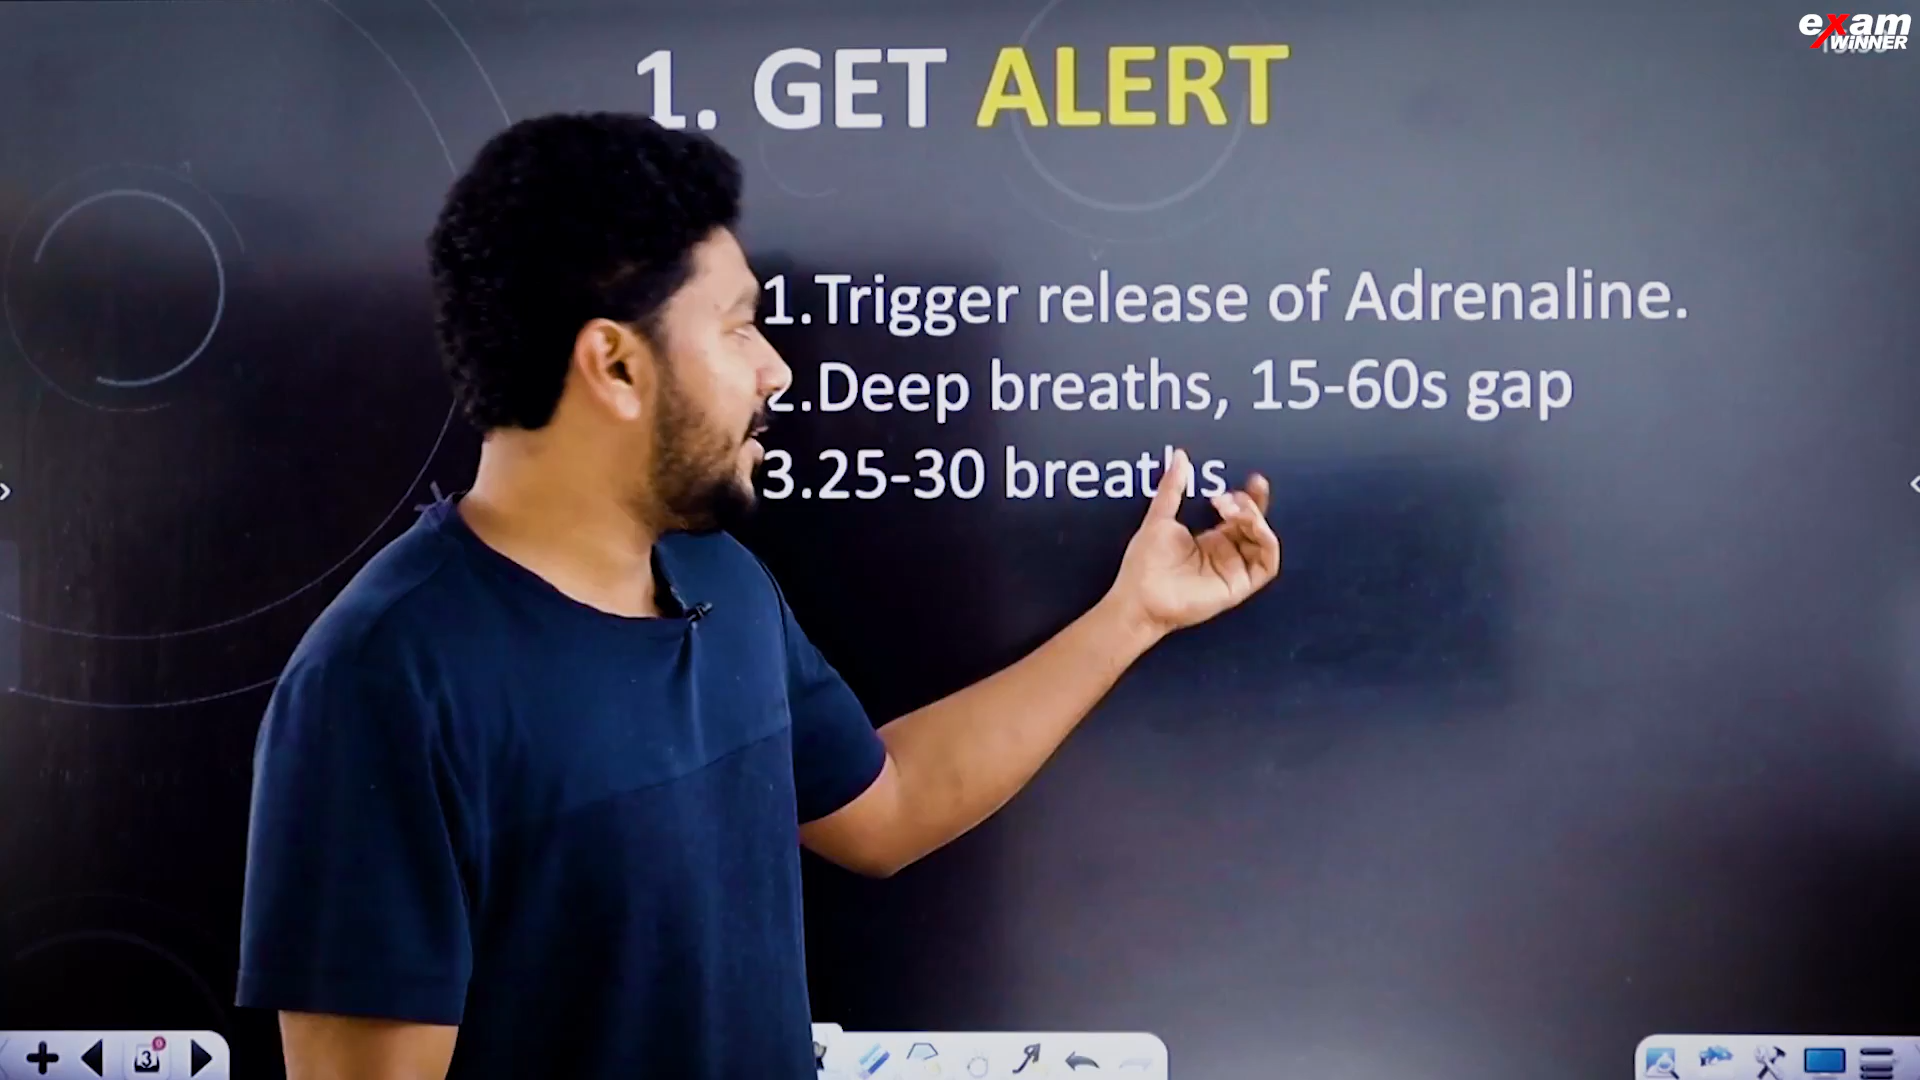 exam
WINNER
1. GET ALERT
1.Trigger release of Adrenaline.
2.Deep breaths, 15-60s gap
3.25-30 breaths
3